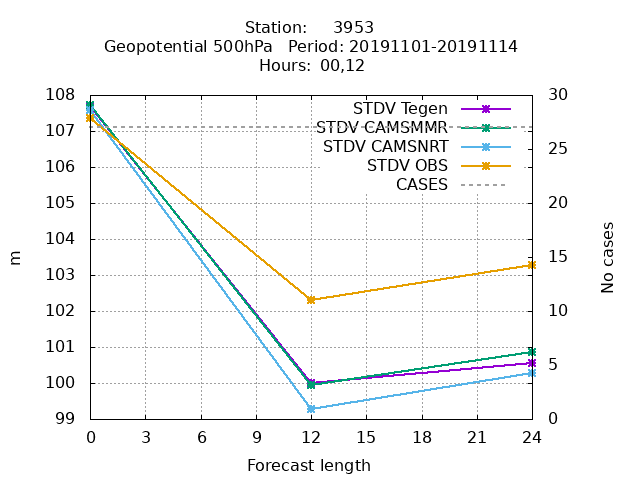 Station:     3953
Geopotential 500hPa   Period: 20191101-20191114
Hours:  00,12
108
107
106
105
104
103
102
101
100
99
30
25
20
15
10
5
0
STDV Tegen
STDV CAMSMMR
STDV CAMSNRT
STDV OBS
CASES
m
No cases
0 3 6 9 12 15 18 21 24
Forecast length